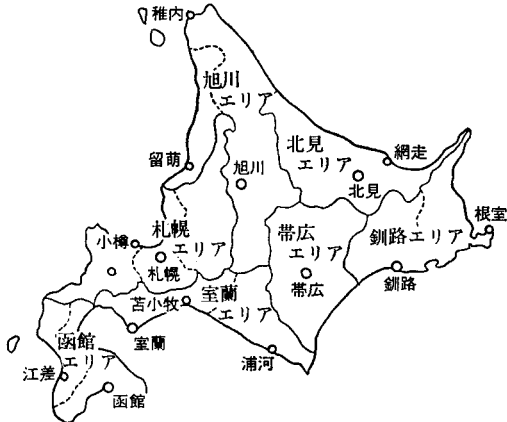 稚内
旭川
エリア
北見
エリア
網走
留萌
旭川
北見
根室
小樽
札幌
エリア
札幌
帯広
エリア
帯広
釧路
エリア
釧路
苫小牧
室蘭
エリア
室蘭
浦河
函館
エリア
江差
函館